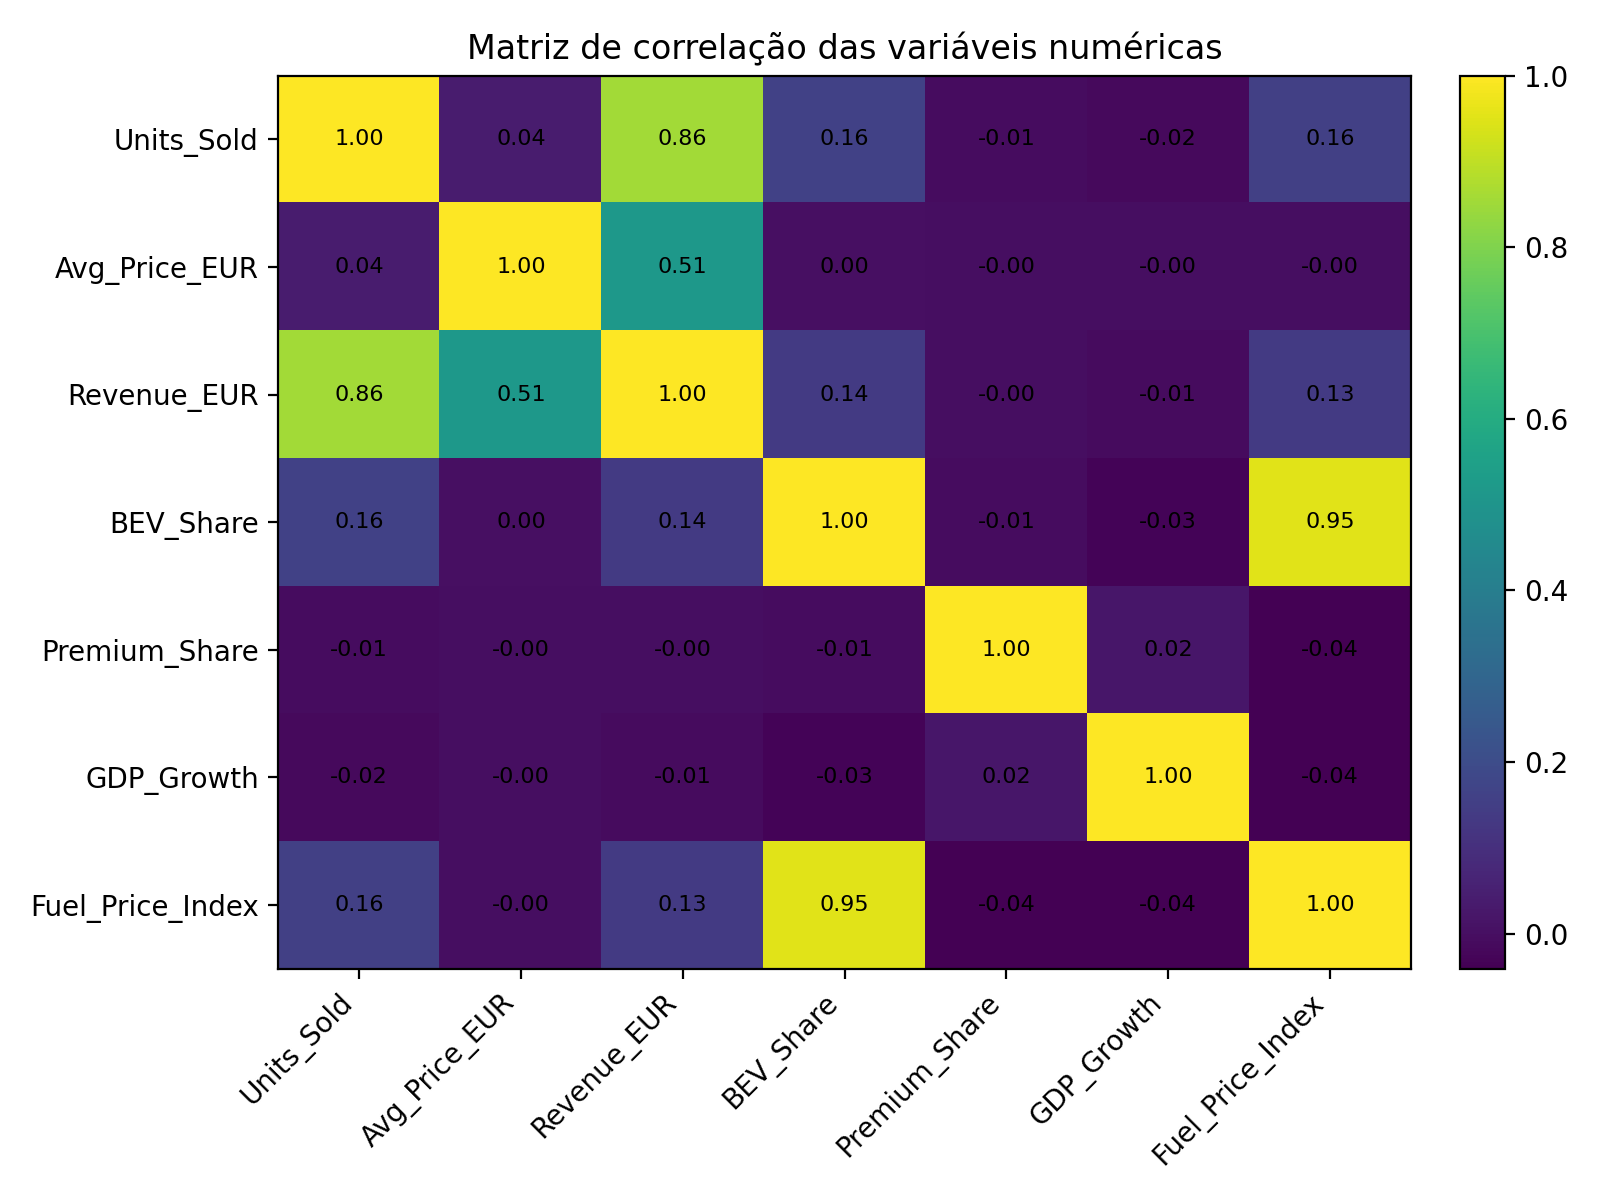 Matriz de correlação das variáveis numéricas
Units_Sold 1.00 0.04 0.86 0.16 -0.01 -0.02 0.16
Avg_Price_EUR 0.04 1.00 0.51 0.00 -0.00 -0.00 -0.00
Revenue_EUR 0.86 0.51 1.00 0.14 -0.00 -0.01 0.13
BEV_Share 0.16 0.00 0.14 1.00 -0.01 -0.03 0.95
Premium_Share -0.01 -0.00 -0.00 -0.01 1.00 0.02 -0.04
GDP_Growth -0.02 -0.00 -0.01 -0.03 0.02 1.00 -0.04
Fuel_Price_Index 0.16 -0.00 0.13 0.95 -0.04 -0.04 1.00
Units_Sold Avg_Price_EUR Revenue_EUR BEV_Share Premium_Share GDP_Growth Fuel_Price_Index
1.0
0.8
0.6
0.4
0.2
0.0